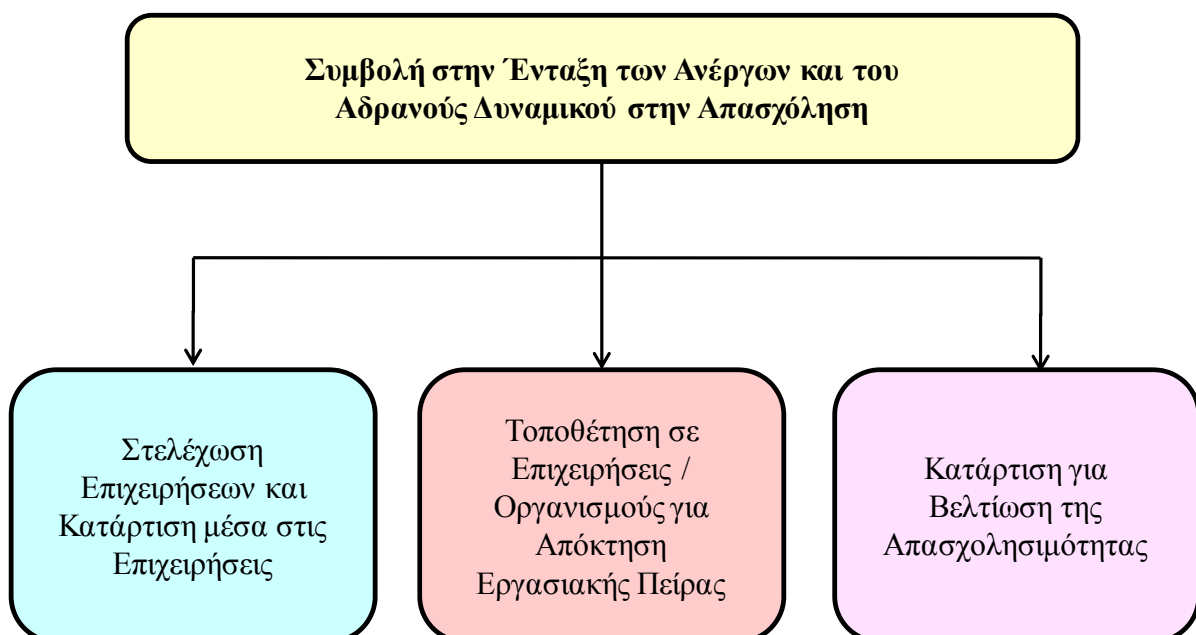 Συμβολή στην Ένταξη των Ανέργων και του
Αδρανούς Δυναμικού στην Απασχόληση
Στελέχωση
Επιχειρήσεων και
Κατάρτιση μέσα στις
Επιχειρήσεις
Τοποθέτηση σε
Επιχειρήσεις /
Οργανισμούς για
Απόκτηση
Εργασιακής Πείρας
Κατάρτιση για
Βελτίωση της
Απασχολησιμότητας